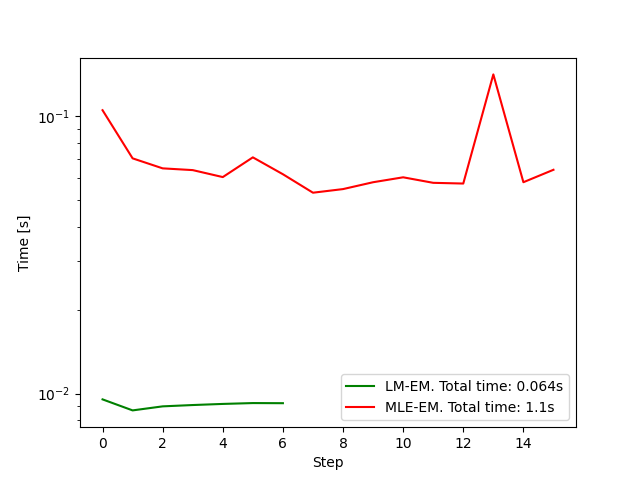 10⁻¹
10⁻²
Time [s]
0 2 4 6 8 10 12 14
Step
LM-EM. Total time: 0.064s
MLE-EM. Total time: 1.1s